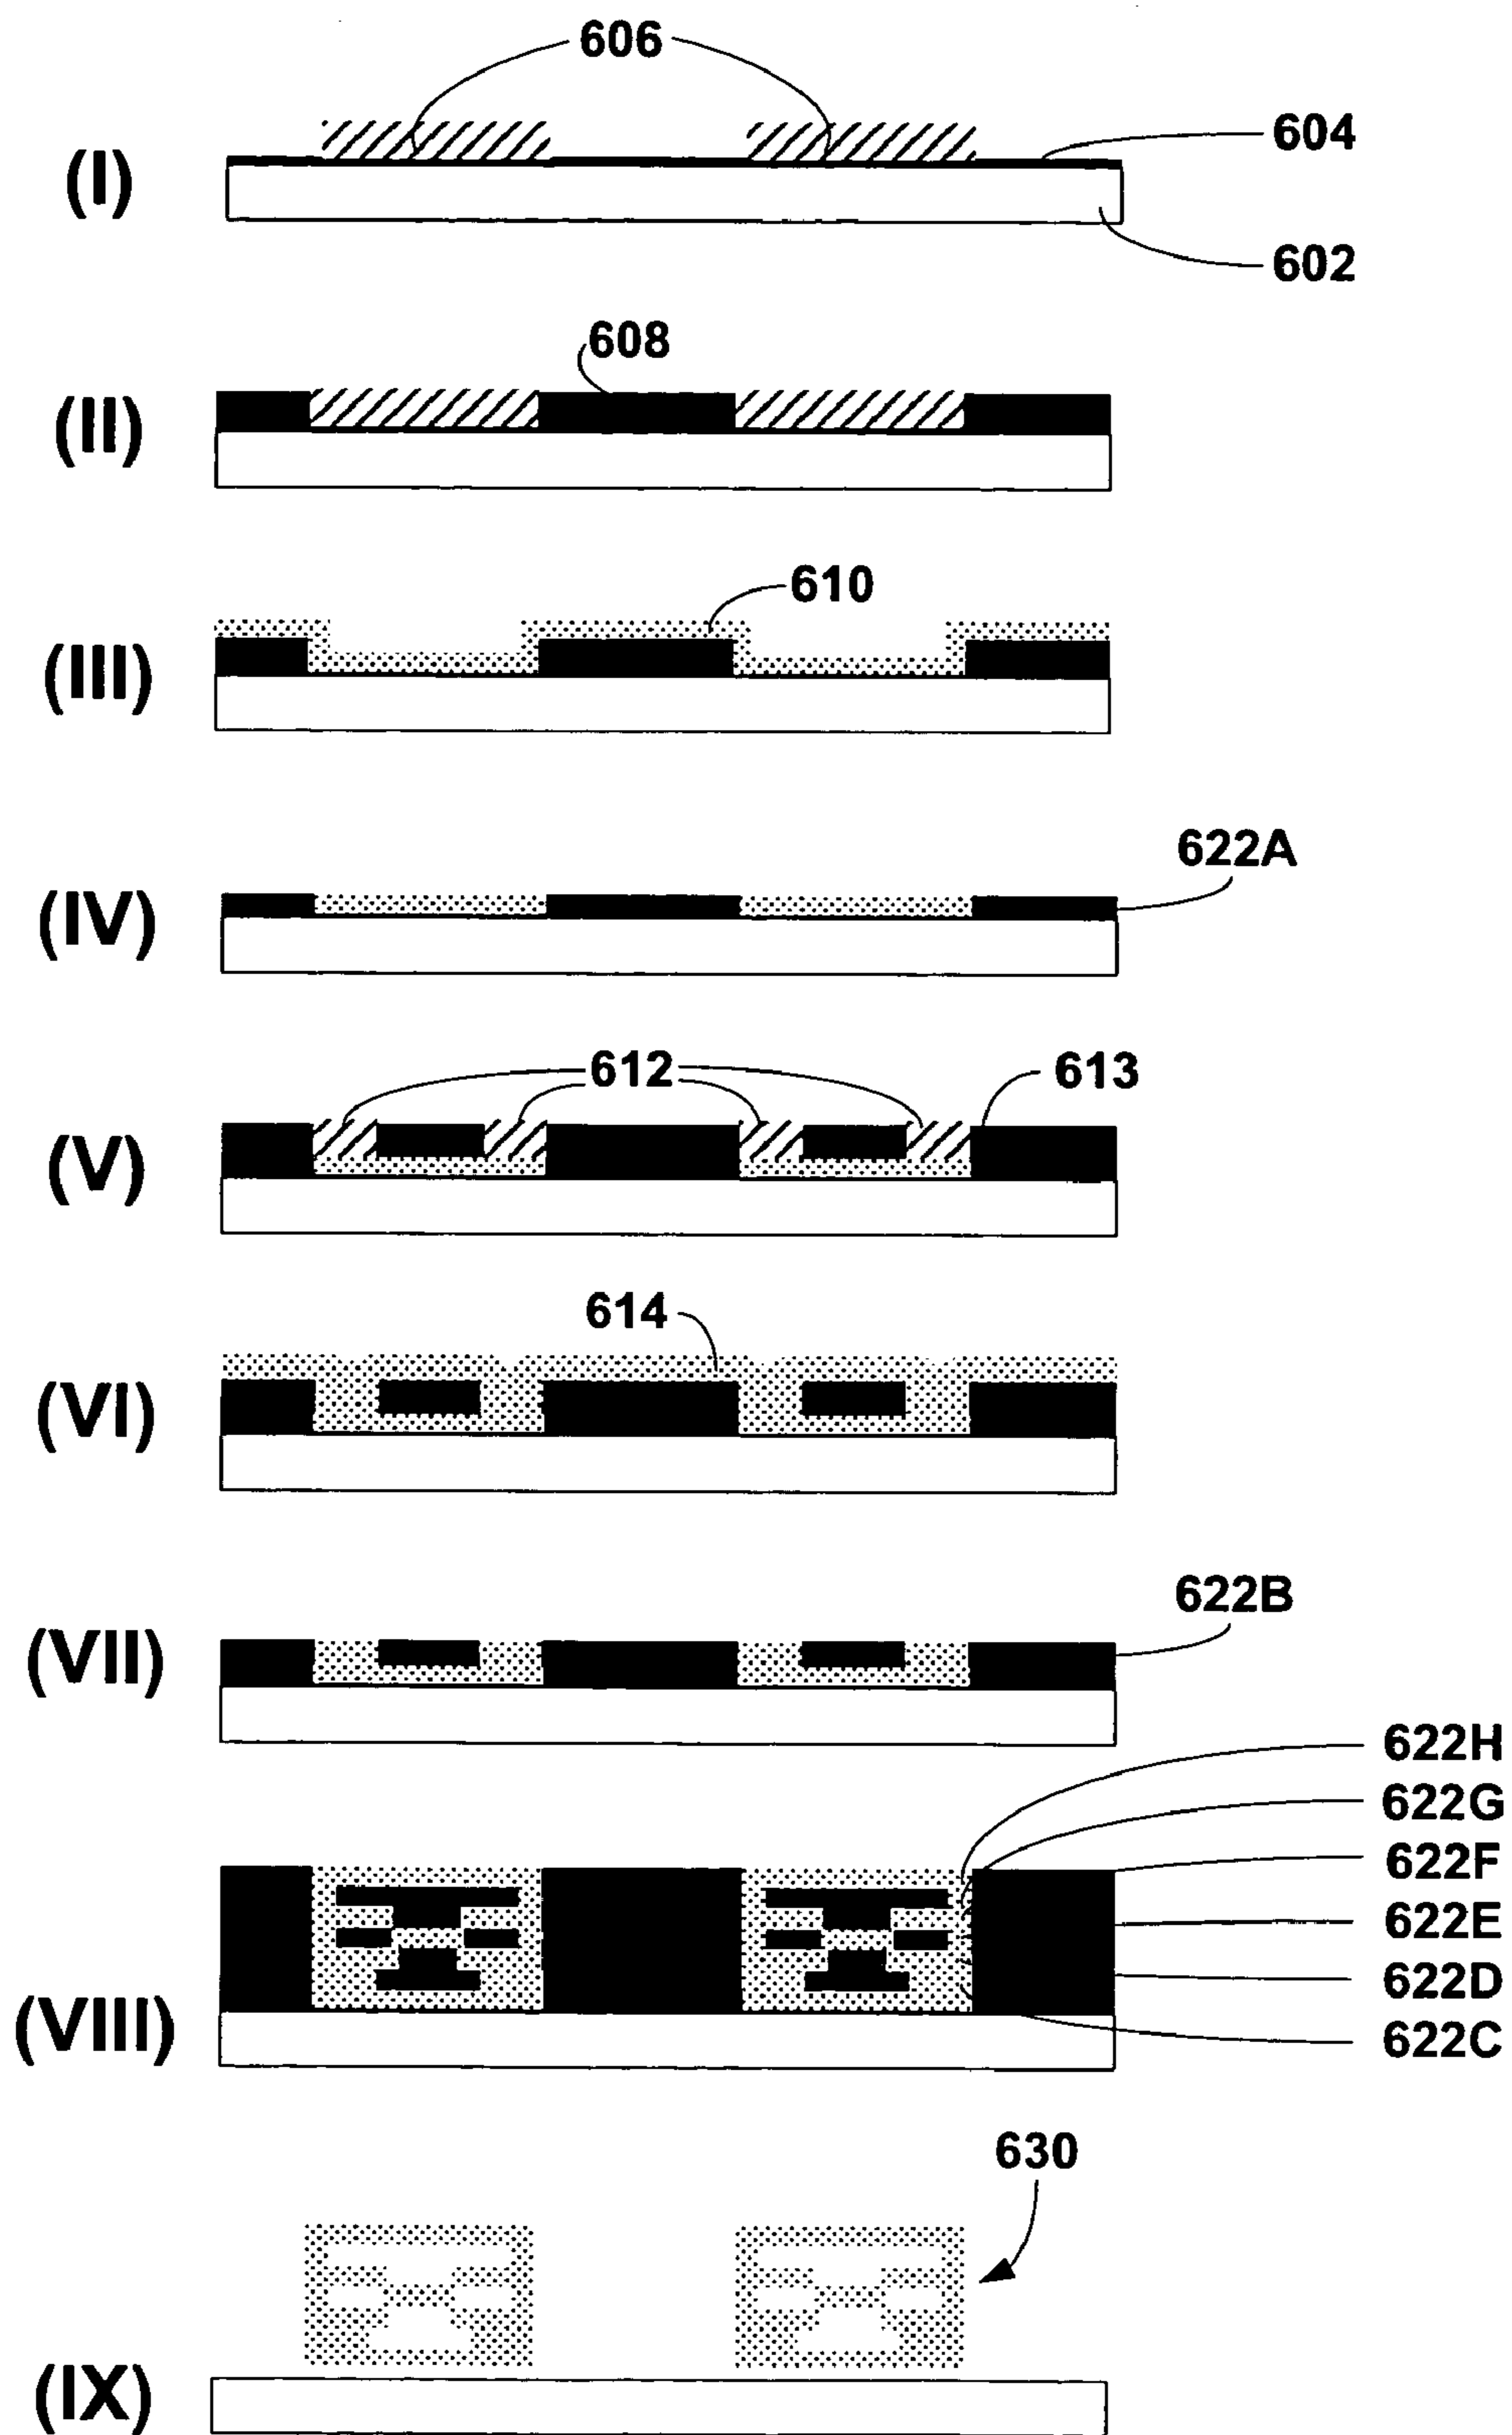 606
(I)
604
602
608
(II)
610
(III)
622A
(IV)
612
613
(V)
614
(VI)
622B
(VII)
622H
622G
622F
622E
622D
622C
(VIII)
630
(IX)